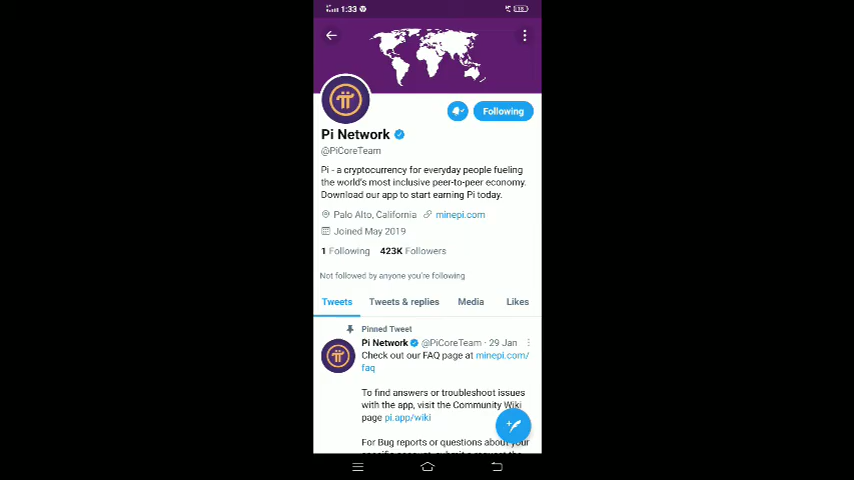 1:33
Pi Network
Following
@PiCoreTeam
Pi - a cryptocurrency for everyday people fueling
the world's most inclusive peer-to-peer economy.
Download our app to start earning Pi today.
Palo Alto, California minepi.com
Joined May 2019
1 Following 423K Followers
Not followed by anyone you're following
Tweets Tweets & replies Media Likes
Pinned Tweet
Pi Network @PiCoreTeam · 29 Jan
Check out our FAQ page at minepi.com/
faq
To find answers or troubleshoot issues
with the app, visit the Community Wiki
page pi.app/wiki
For Bug reports or questions about your